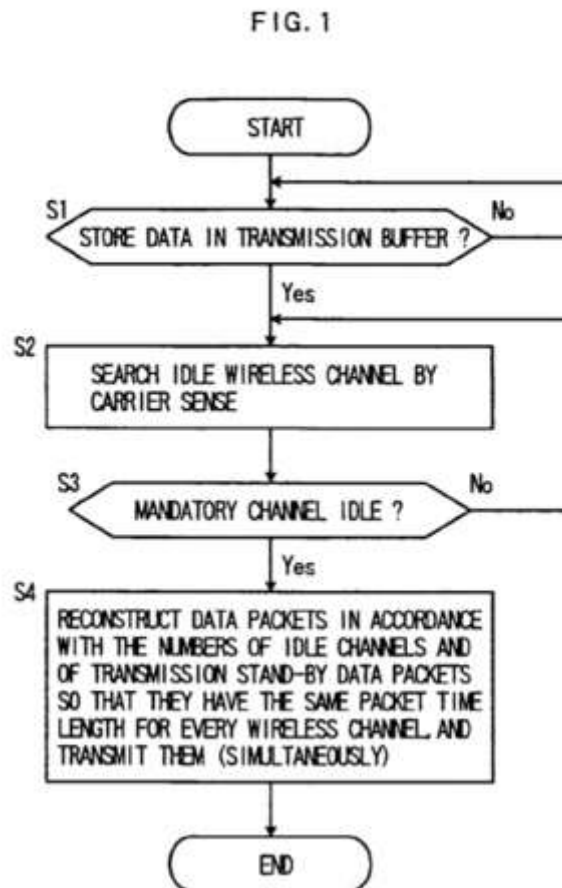 FIG. 1
START
S1
No
STORE DATA IN TRANSMISSION BUFFER ?
Yes
S2
SEARCH IDLE WIRELESS CHANNEL BY
CARRIER SENSE
S3
No
MANDATORY CHANNEL IDLE ?
Yes
S4
RECONSTRUCT DATA PACKETS IN ACCORDANCE
WITH THE NUMBERS OF IDLE CHANNELS AND
OF TRANSMISSION STAND-BY DATA PACKETS
SO THAT THEY HAVE THE SAME PACKET TIME
LENGTH FOR EVERY WIRELESS CHANNEL, AND
TRANSMIT THEM (SIMULTANEOUSLY)
END